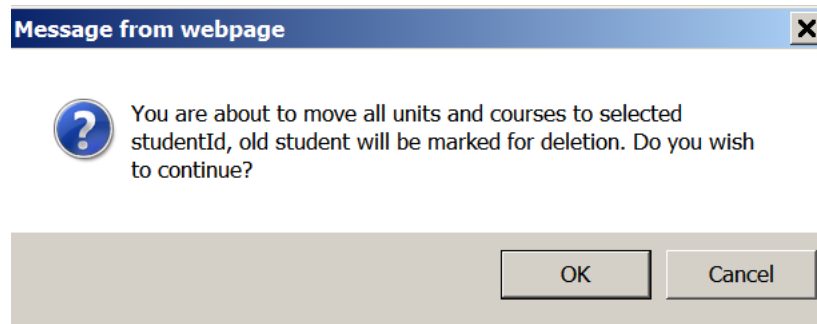 Message from webpage
You are about to move all units and courses to selected
studentId, old student will be marked for deletion. Do you wish
to continue?
OK
Cancel